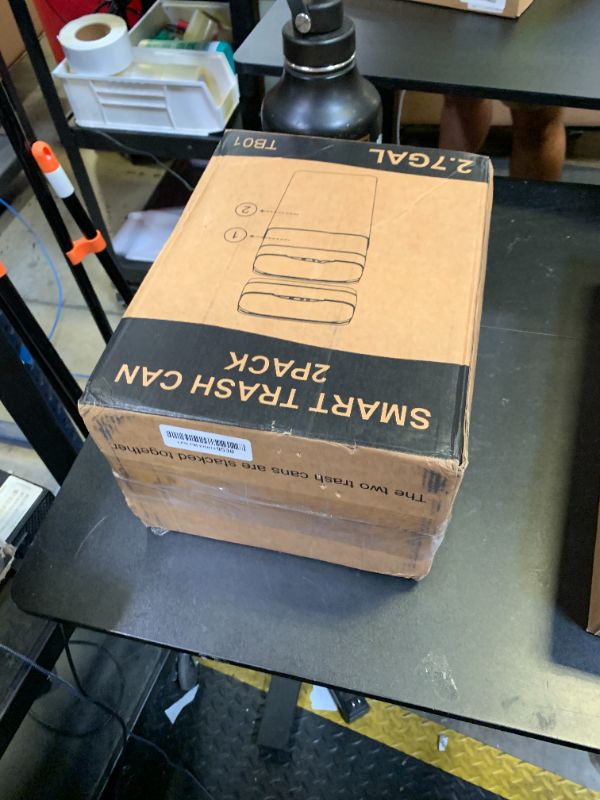 SMART TRASH CAN
2PACK
1
2
2.7GAL
TB01
The two trash cans are stacked together